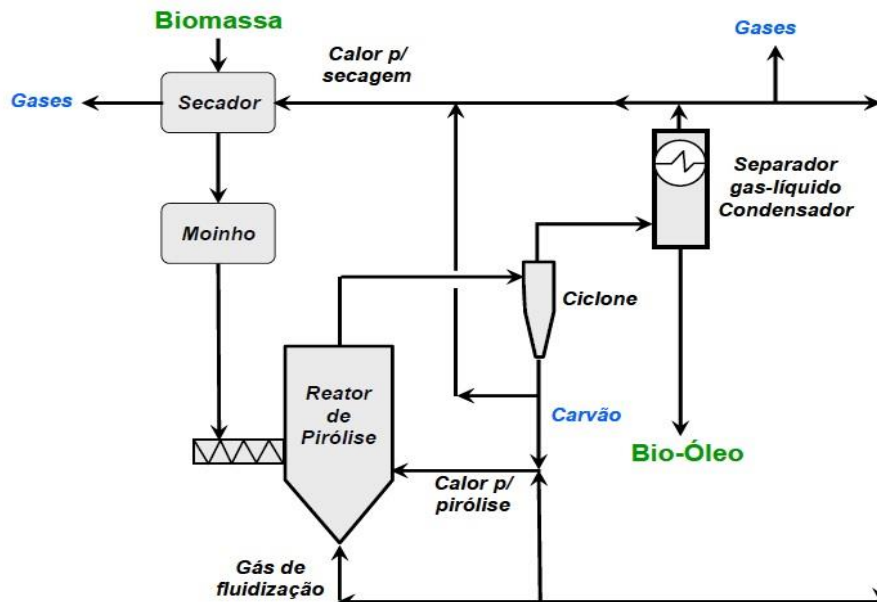 Biomassa
Gases
Calor p/
secagem
Gases
Secador
Separador
gas-líquido
Condensador
Moinho
Ciclone
Reator
de
Pirólise
Carvão
Bio-Óleo
Calor p/
pirólise
Gás de
fluidização